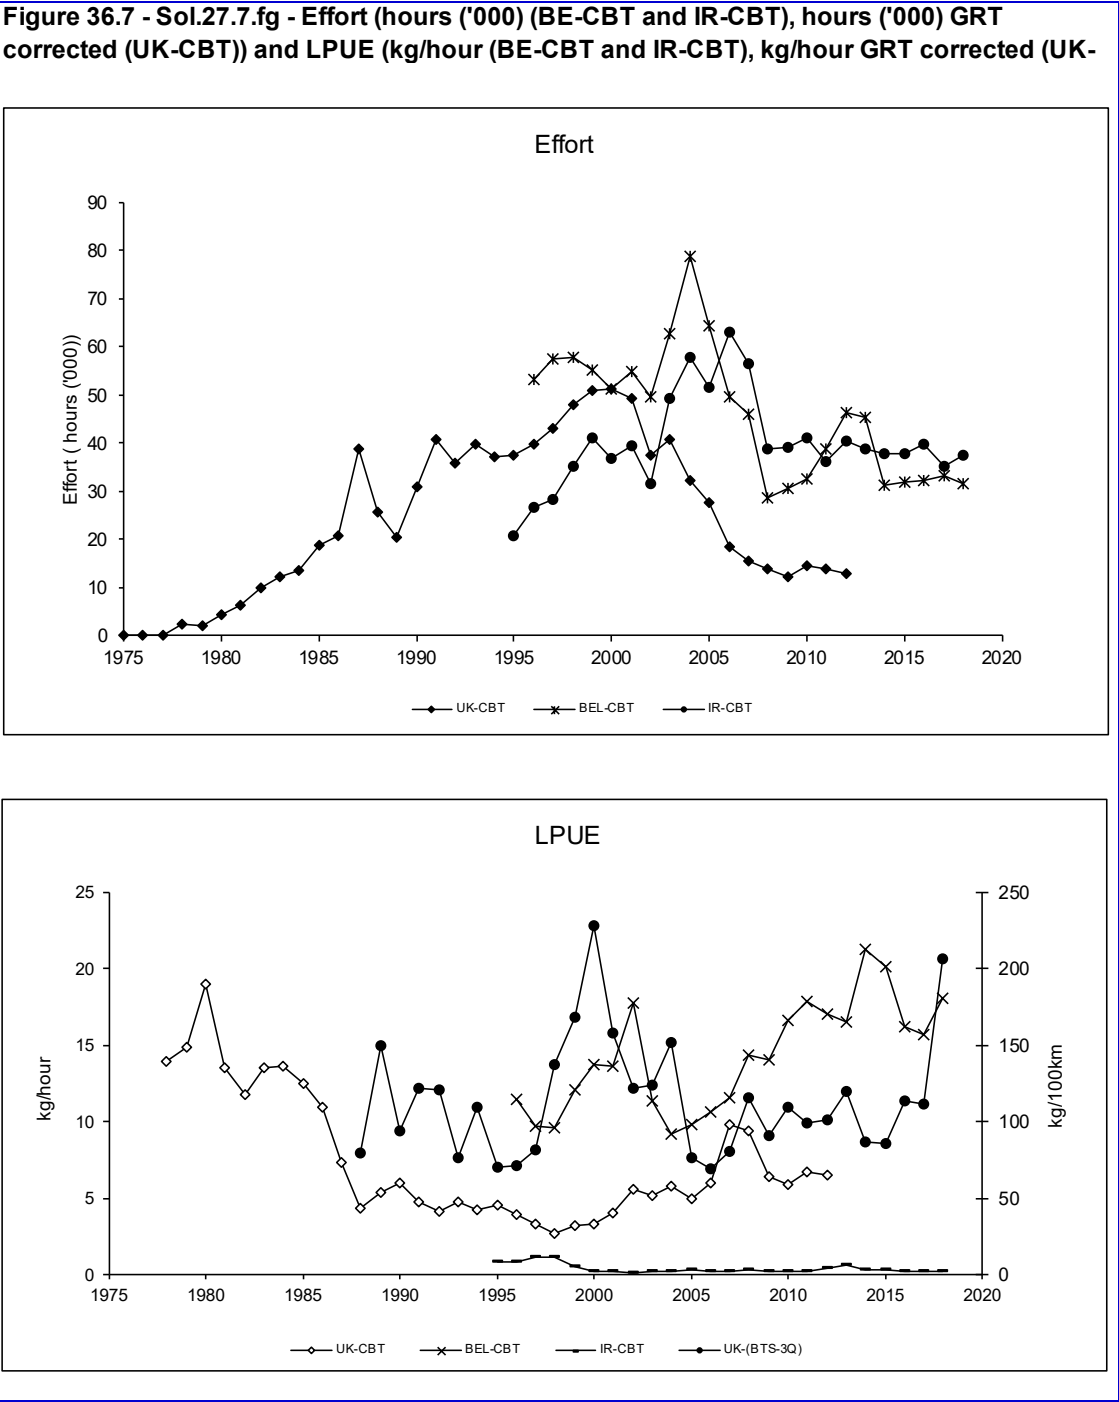 Figure 36.7 - Sol.27.7.fg - Effort (hours ('000) (BE-CBT and IR-CBT), hours ('000) GRT
corrected (UK-CBT)) and LPUE (kg/hour (BE-CBT and IR-CBT), kg/hour GRT corrected (UK-
Effort
90
80
70
60
50
40
30
20
10
0
Effort ( hours ('000))
1975 1980 1985 1990 1995 2000 2005 2010 2015 2020
UK-CBT BEL-CBT IR-CBT
LPUE
25
20
15
10
5
0
kg/hour
250
200
150
100
50
0
kg/100km
1975 1980 1985 1990 1995 2000 2005 2010 2015 2020
UK-CBT BEL-CBT IR-CBT UK-(BTS-3Q)